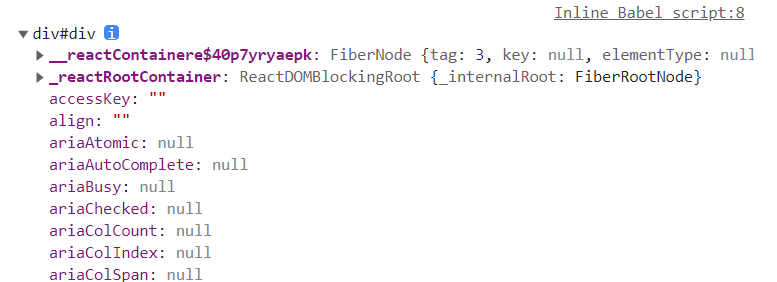 Inline Babel script:8
▼ div#div i
▶ __reactContainere$40p7yryaepk: FiberNode {tag: 3, key: null, elementType: null
▶ _reactRootContainer: ReactDOMBlockingRoot {_internalRoot: FiberRootNode}
accessKey: ""
align: ""
ariaAtomic: null
ariaAutoComplete: null
ariaBusy: null
ariaChecked: null
ariaColCount: null
ariaColIndex: null
ariaColSpan: null